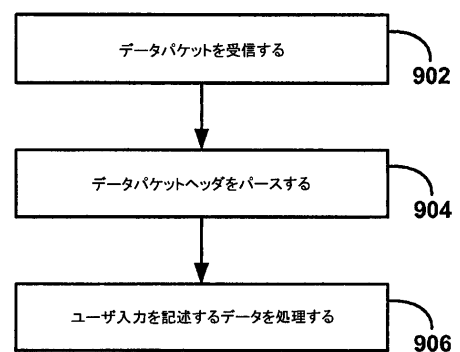 データパケットを受信する
902
データパケットヘッダをパースする
904
ユーザ入力を記述するデータを処理する
906